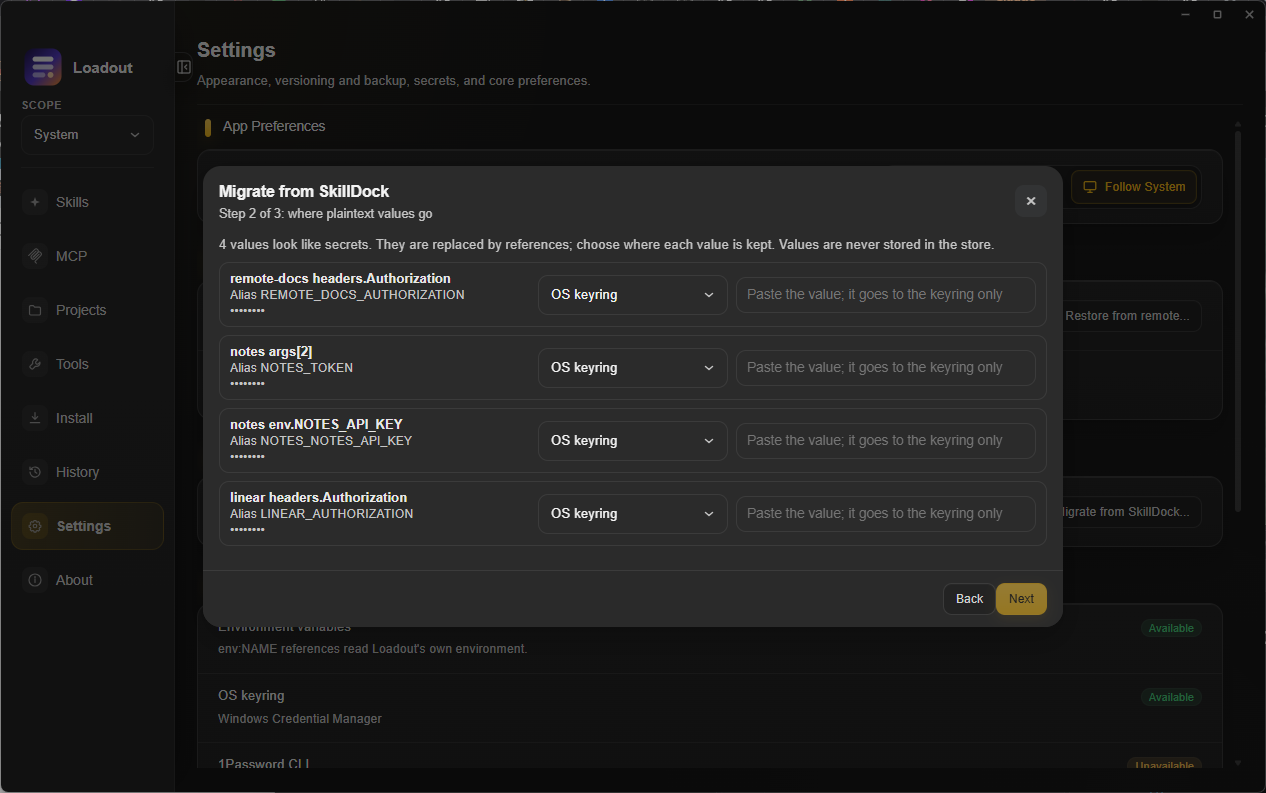 Loadout
SCOPE
System
Skills
MCP
Projects
Tools
Install
History
Settings
About
Settings
Appearance, versioning and backup, secrets, and core preferences.
App Preferences
Follow System
Restore from remote...
Migrate from SkillDock
Step 2 of 3: where plaintext values go
4 values look like secrets. They are replaced by references; choose where each value is kept. Values are never stored in the store.
remote-docs headers.Authorization
Alias REMOTE_DOCS_AUTHORIZATION
••••••••
OS keyring
Paste the value; it goes to the keyring only
notes args[2]
Alias NOTES_TOKEN
••••••••
OS keyring
Paste the value; it goes to the keyring only
notes env.NOTES_API_KEY
Alias NOTES_NOTES_API_KEY
••••••••
OS keyring
Paste the value; it goes to the keyring only
linear headers.Authorization
Alias LINEAR_AUTHORIZATION
••••••••
OS keyring
Paste the value; it goes to the keyring only
from SkillDock...
Back
Next
Environment variables
Available
env:NAME references read Loadout's own environment.
OS keyring
Available
Windows Credential Manager
1Password CLI
Unavailable